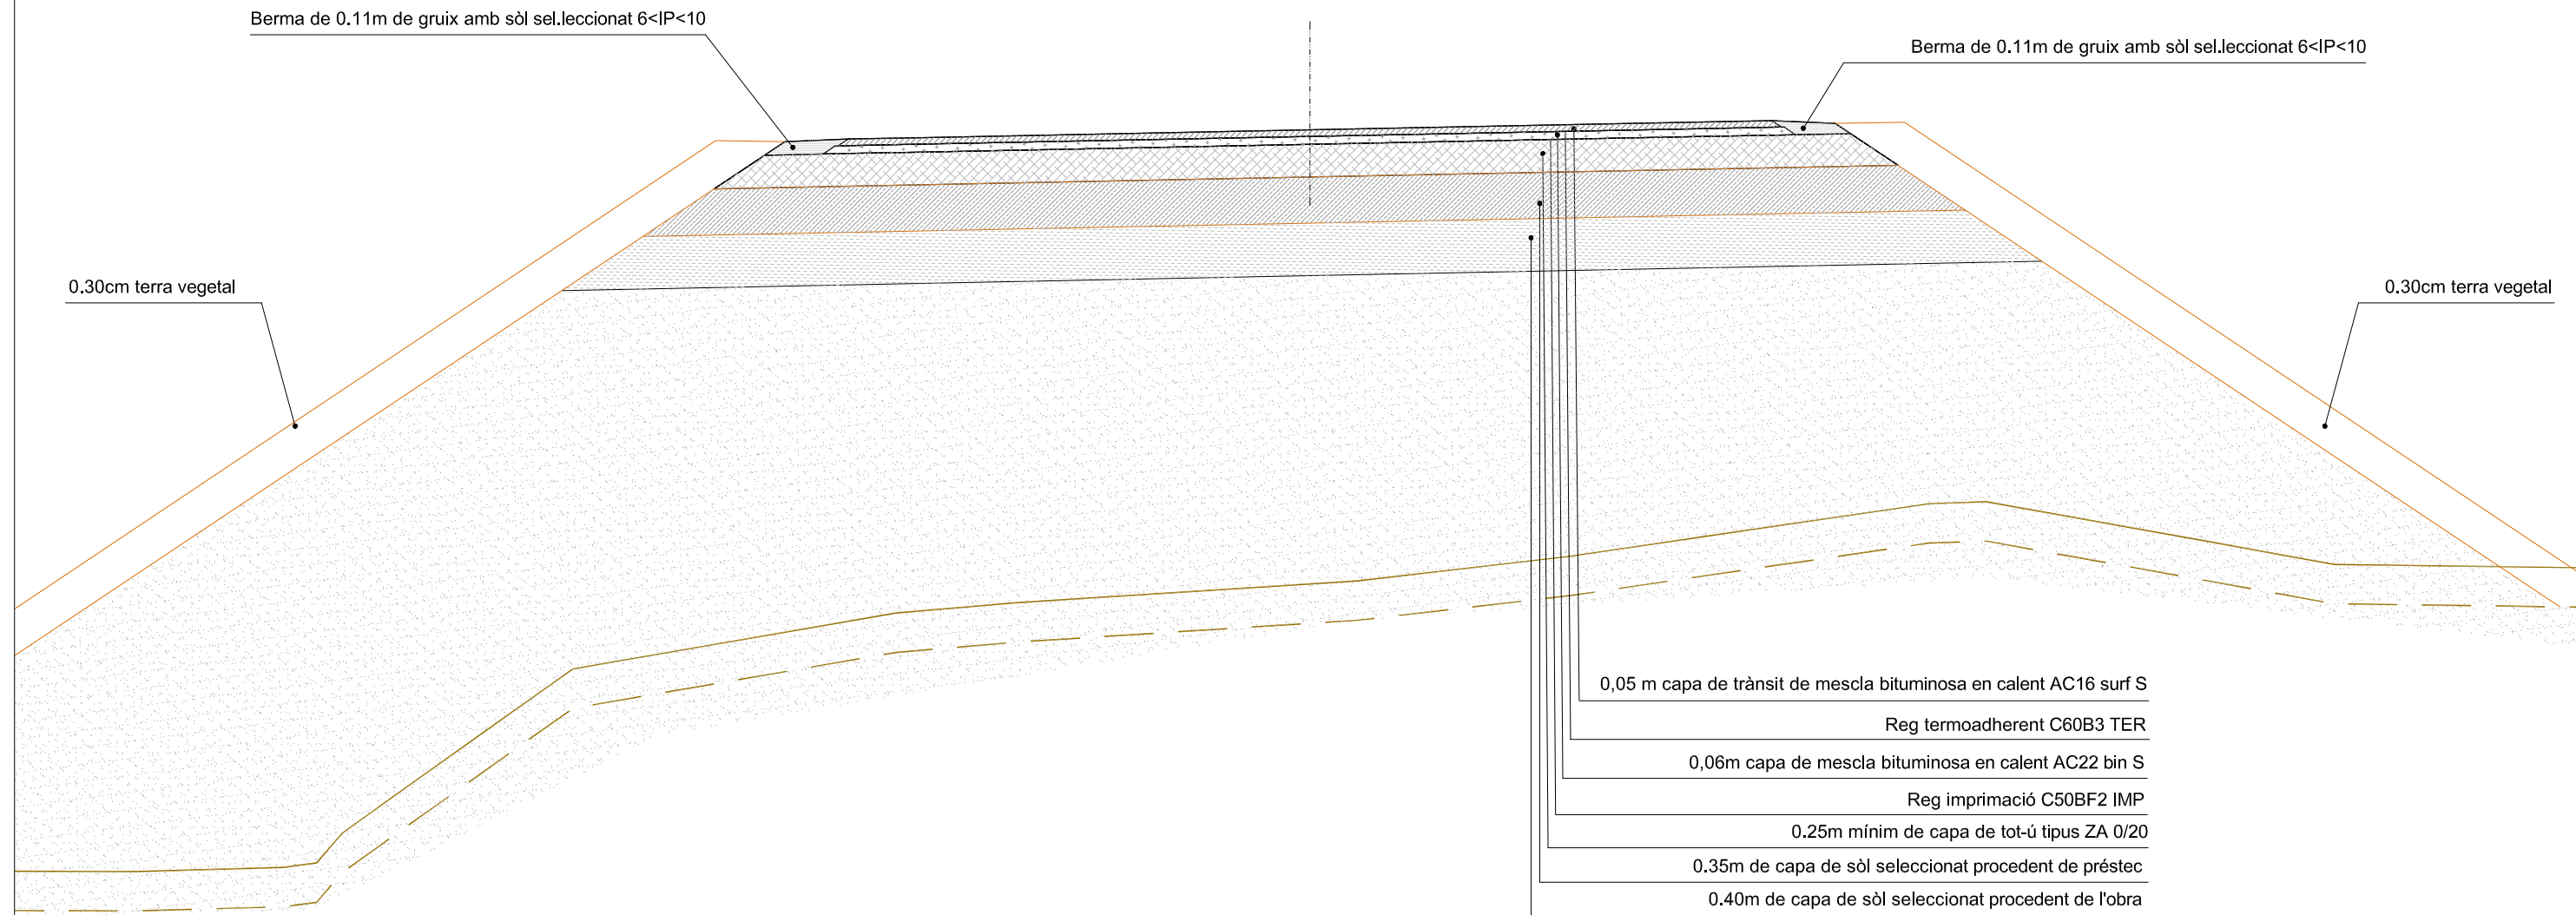 Berma de 0.11m de gruix amb sòl sel.leccionat 6<IP<10
Berma de 0.11m de gruix amb sòl sel.leccionat 6<IP<10
0.30cm terra vegetal
0.30cm terra vegetal
0,05 m capa de trànsit de mescla bituminosa en calent AC16 surf S
Reg termoadherent C60B3 TER
0,06m capa de mescla bituminosa en calent AC22 bin S
Reg imprimació C50BF2 IMP
0.25m mínim de capa de tot-ú tipus ZA 0/20
0.35m de capa de sòl seleccionat procedent de préstec
0.40m de capa de sòl seleccionat procedent de l'obra